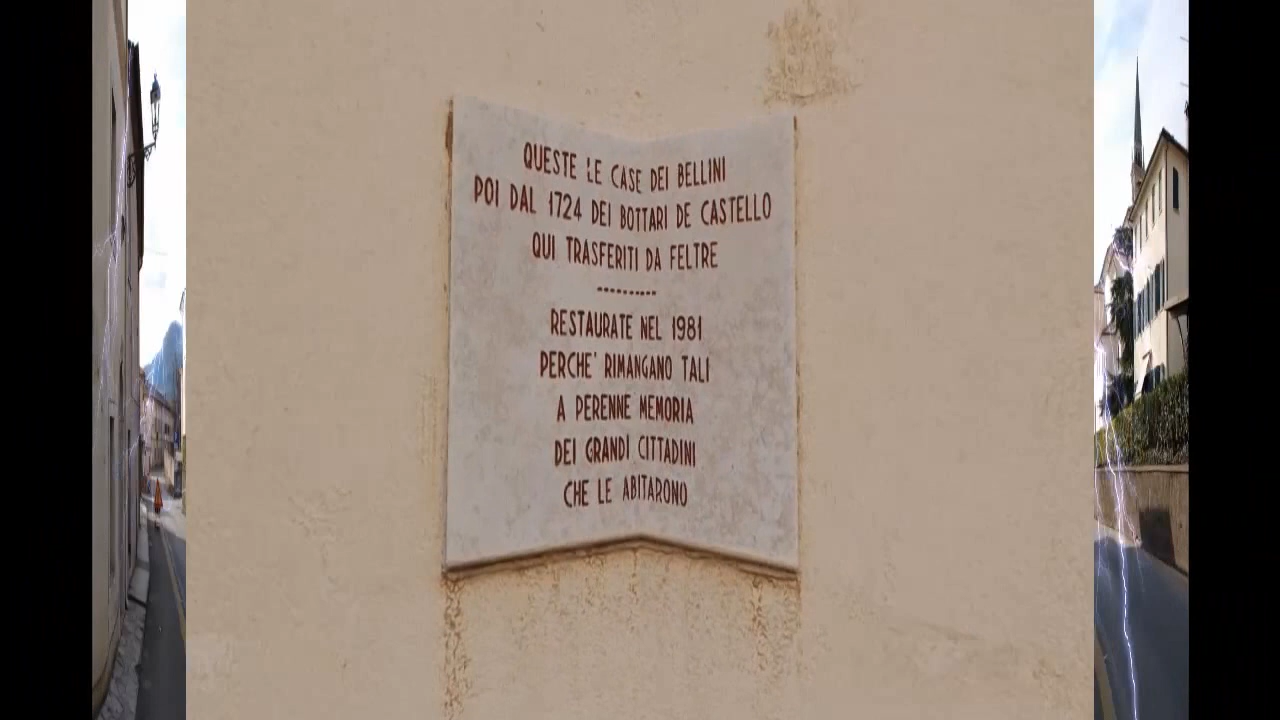 QUESTE LE CASE DEI BELLINI
POI DAL 1724 DEI BOTTARI DE CASTELLO
QUI TRASFERITI DA FELTRE
----------
RESTAURATE NEL 1981
PERCHE' RIMANGANO TALI
A PERENNE MEMORIA
DEI GRANDI CITTADINI
CHE LE ABITARONO